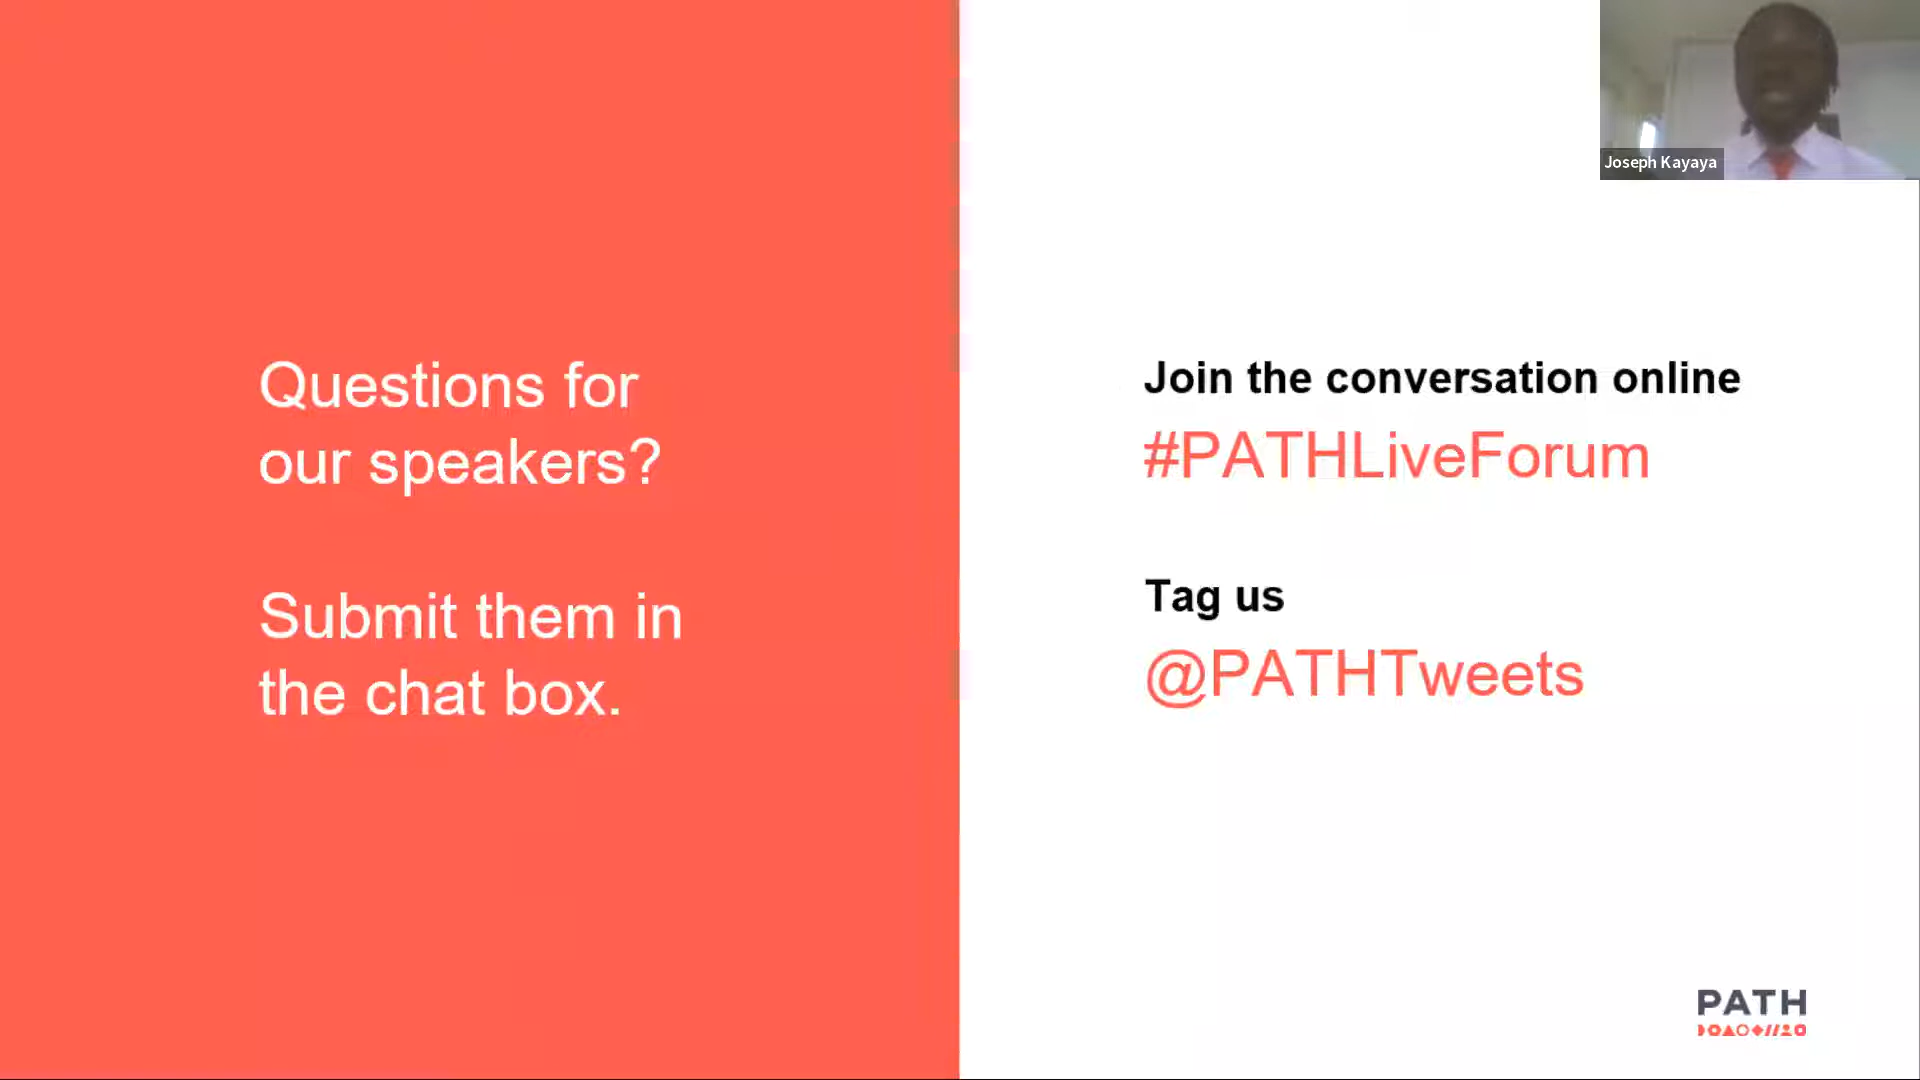 Questions for
our speakers?
Submit them in
the chat box.
Join the conversation online
#PATHLiveForum
Tag us
@PATHTweets
Joseph Kayaya
PATH